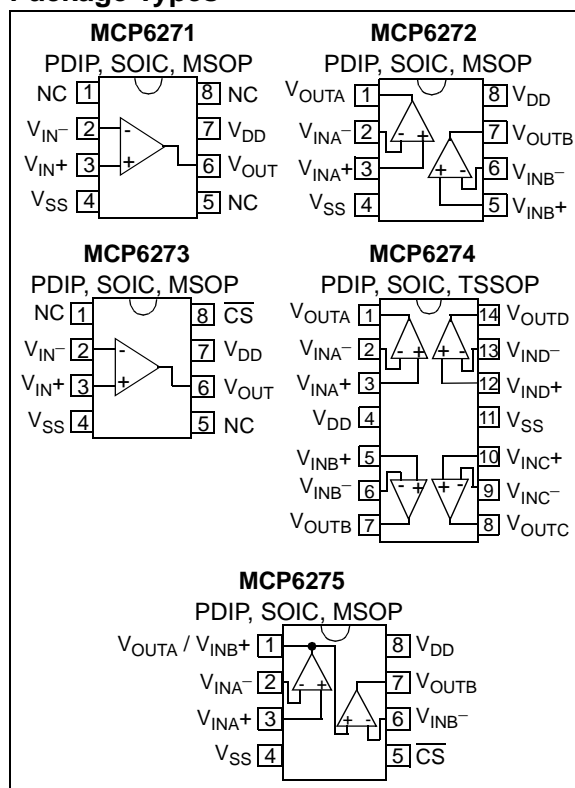 Package Types
MCP6271
PDIP, SOIC, MSOP
NC 1 8 NC
VIN– 2 - 7 VDD
VIN+ 3 + 6 VOUT
VSS 4 5 NC
MCP6272
PDIP, SOIC, MSOP
VOUTA 1 8 VDD
VINA– 2 - + 7 VOUTB
VINA+ 3 + - 6 VINB–
VSS 4 5 VINB+
MCP6273
PDIP, SOIC, MSOP
NC 1 8 CS
VIN– 2 - 7 VDD
VIN+ 3 + 6 VOUT
VSS 4 5 NC
MCP6274
PDIP, SOIC, TSSOP
VOUTA 1 14 VOUTD
VINA– 2 - + + - 13 VIND–
VINA+ 3 12 VIND+
VDD 4 11 VSS
VINB+ 5 10 VINC+
VINB– 6 - + + - 9 VINC–
VOUTB 7 8 VOUTC
MCP6275
PDIP, SOIC, MSOP
VOUTA / VINB+ 1 8 VDD
VINA– 2 - + 7 VOUTB
VINA+ 3 + - 6 VINB–
VSS 4 5 CS